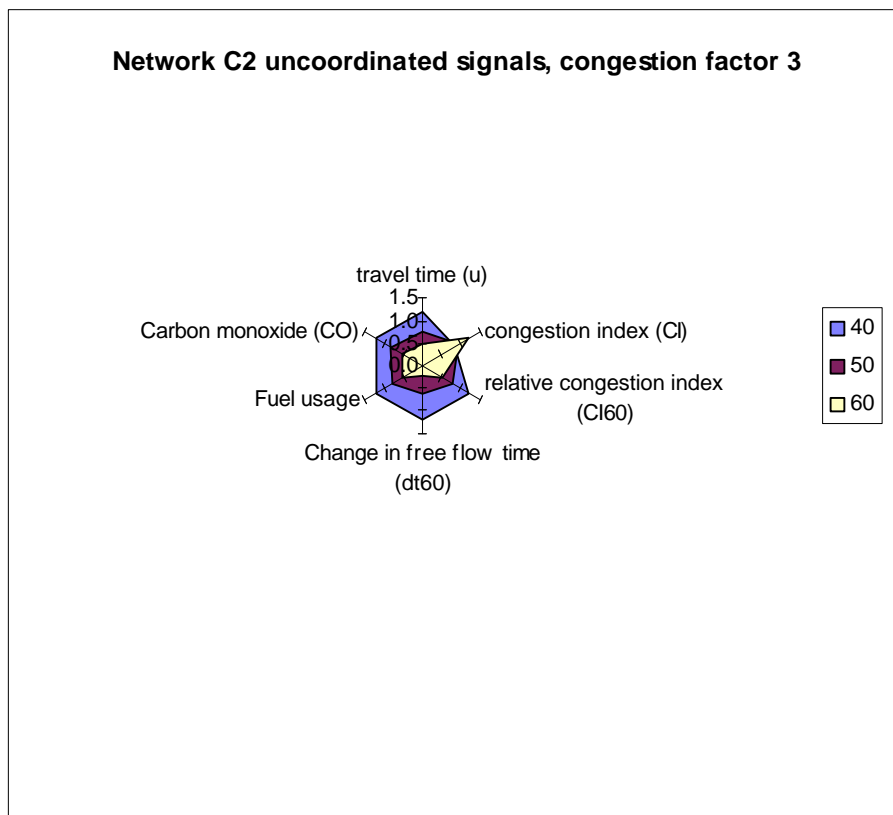 Network C2 uncoordinated signals, congestion factor 3
travel time (u)
1.5
1.0
0.5
0.0
Carbon monoxide (CO)
congestion index (CI)
Fuel usage
relative congestion index
(CI60)
Change in free flow time
(dt60)
40
50
60